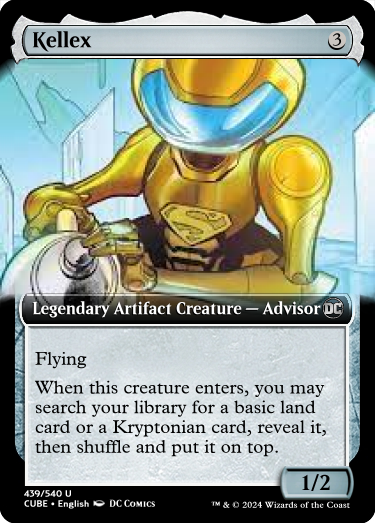 Kellex
3
Legendary Artifact Creature — Advisor DC
Flying
When this creature enters, you may
search your library for a basic land
card or a Kryptonian card, reveal it,
then shuffle and put it on top.
1/2
439/540 U
CUBE • English DC COMICS
™ & © 2024 Wizards of the Coast